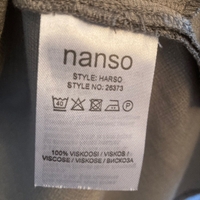 nanso
STYLE: HARSO
STYLE NO: 26373
40
100% VISKOOSI / VISKOS /
VISCOSE / VISKOSE / ВИСКОЗА